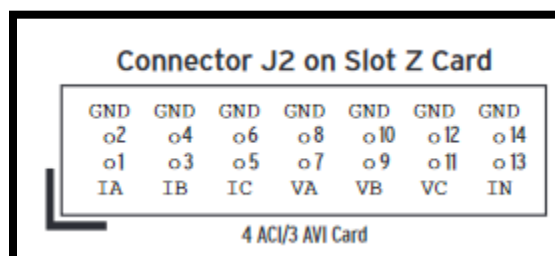 Connector J2 on Slot Z Card
GND GND GND GND GND GND GND
o2 o4 o6 o8 o10 o12 o14
o1 o3 o5 o7 o9 o11 o13
IA IB IC VA VB VC IN
4 ACI/3 AVI Card